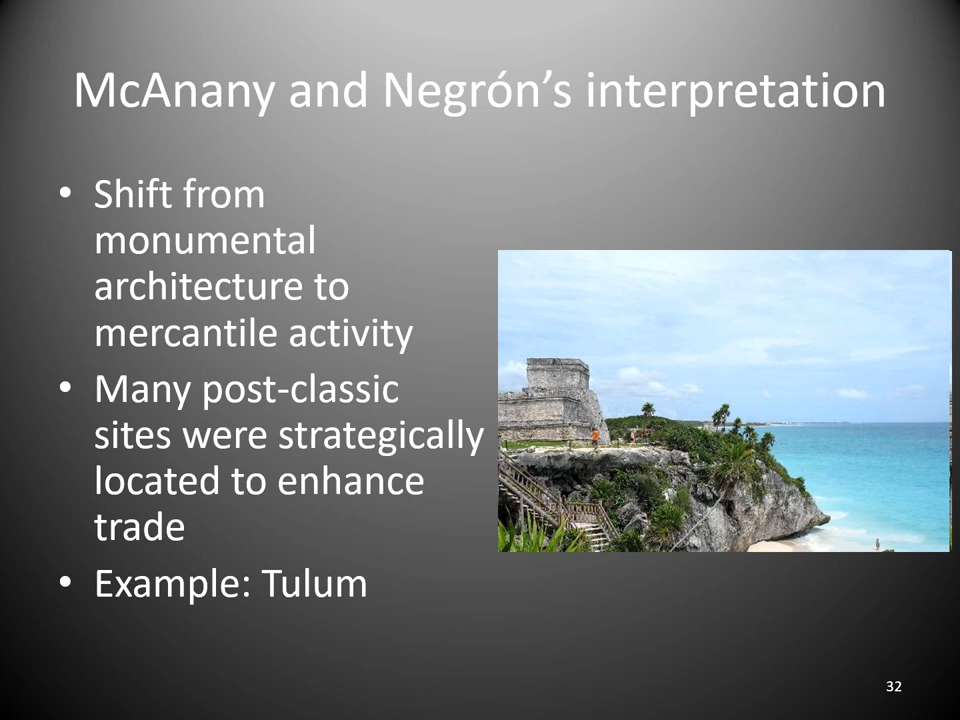 McAnany and Negrón’s interpretation
• Shift from
monumental
architecture to
mercantile activity
• Many post-classic
sites were strategically
located to enhance
trade
• Example: Tulum
32